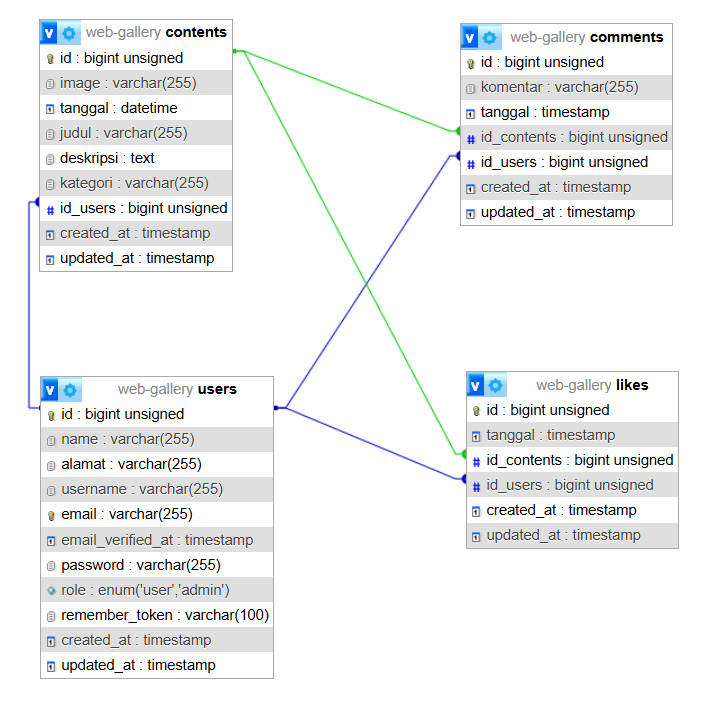 v web-gallery contents
id : bigint unsigned
image : varchar(255)
tanggal : datetime
judul : varchar(255)
deskripsi : text
kategori : varchar(255)
# id_users : bigint unsigned
created_at : timestamp
updated_at : timestamp
v web-gallery comments
id : bigint unsigned
komentar : varchar(255)
tanggal : timestamp
# id_contents : bigint unsigned
# id_users : bigint unsigned
created_at : timestamp
updated_at : timestamp
v web-gallery users
id : bigint unsigned
name : varchar(255)
alamat : varchar(255)
username : varchar(255)
email : varchar(255)
email_verified_at : timestamp
password : varchar(255)
role : enum('user','admin')
remember_token : varchar(100)
created_at : timestamp
updated_at : timestamp
v web-gallery likes
id : bigint unsigned
tanggal : timestamp
# id_contents : bigint unsigned
# id_users : bigint unsigned
created_at : timestamp
updated_at : timestamp